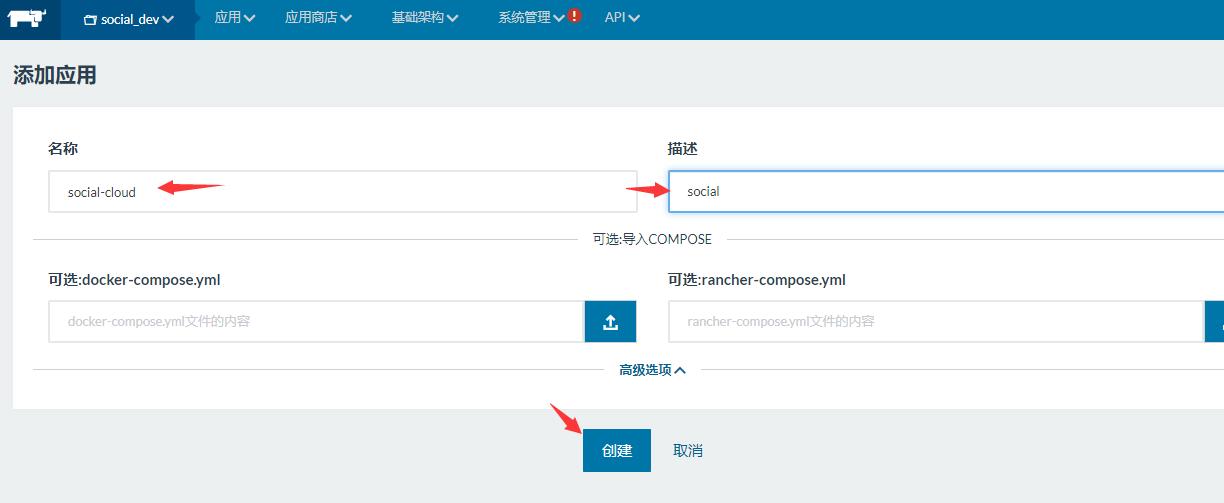 social_dev 应用 应用商店 基础架构 系统管理 ! API
添加应用
名称 描述
social-cloud social
可选:导入COMPOSE
可选:docker-compose.yml 可选:rancher-compose.yml
docker-compose.yml文件的内容 rancher-compose.yml文件的内容
高级选项
创建 取消